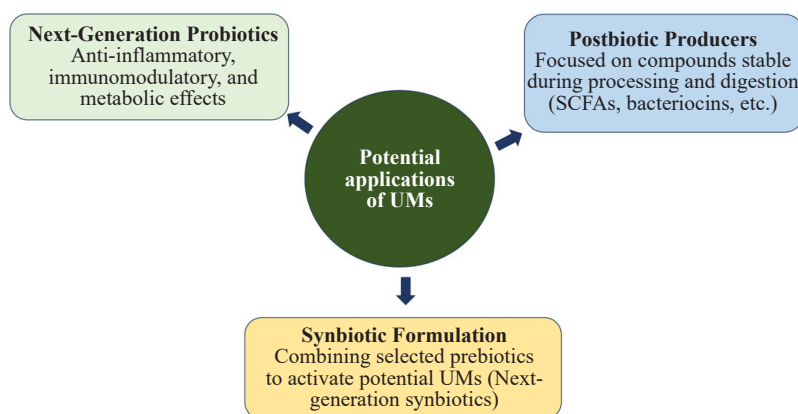 Next-Generation Probiotics
Anti-inflammatory,
immunomodulatory, and
metabolic effects
Postbiotic Producers
Focused on compounds stable
during processing and digestion
(SCFAs, bacteriocins, etc.)
Potential
applications
of UMs
Synbiotic Formulation
Combining selected prebiotics
to activate potential UMs (Next-
generation synbiotics)